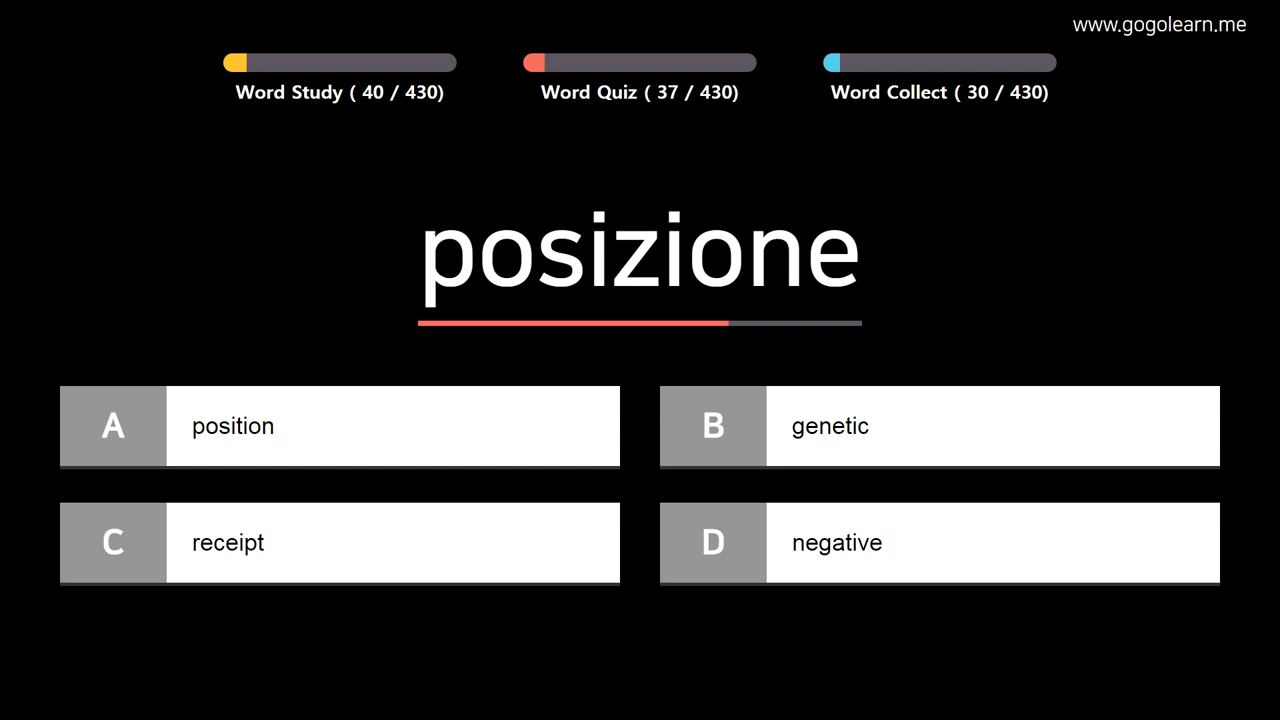 www.gogolearn.me
Word Study ( 40 / 430)
Word Quiz ( 37 / 430)
Word Collect ( 30 / 430)
posizione
A position
B genetic
C receipt
D negative